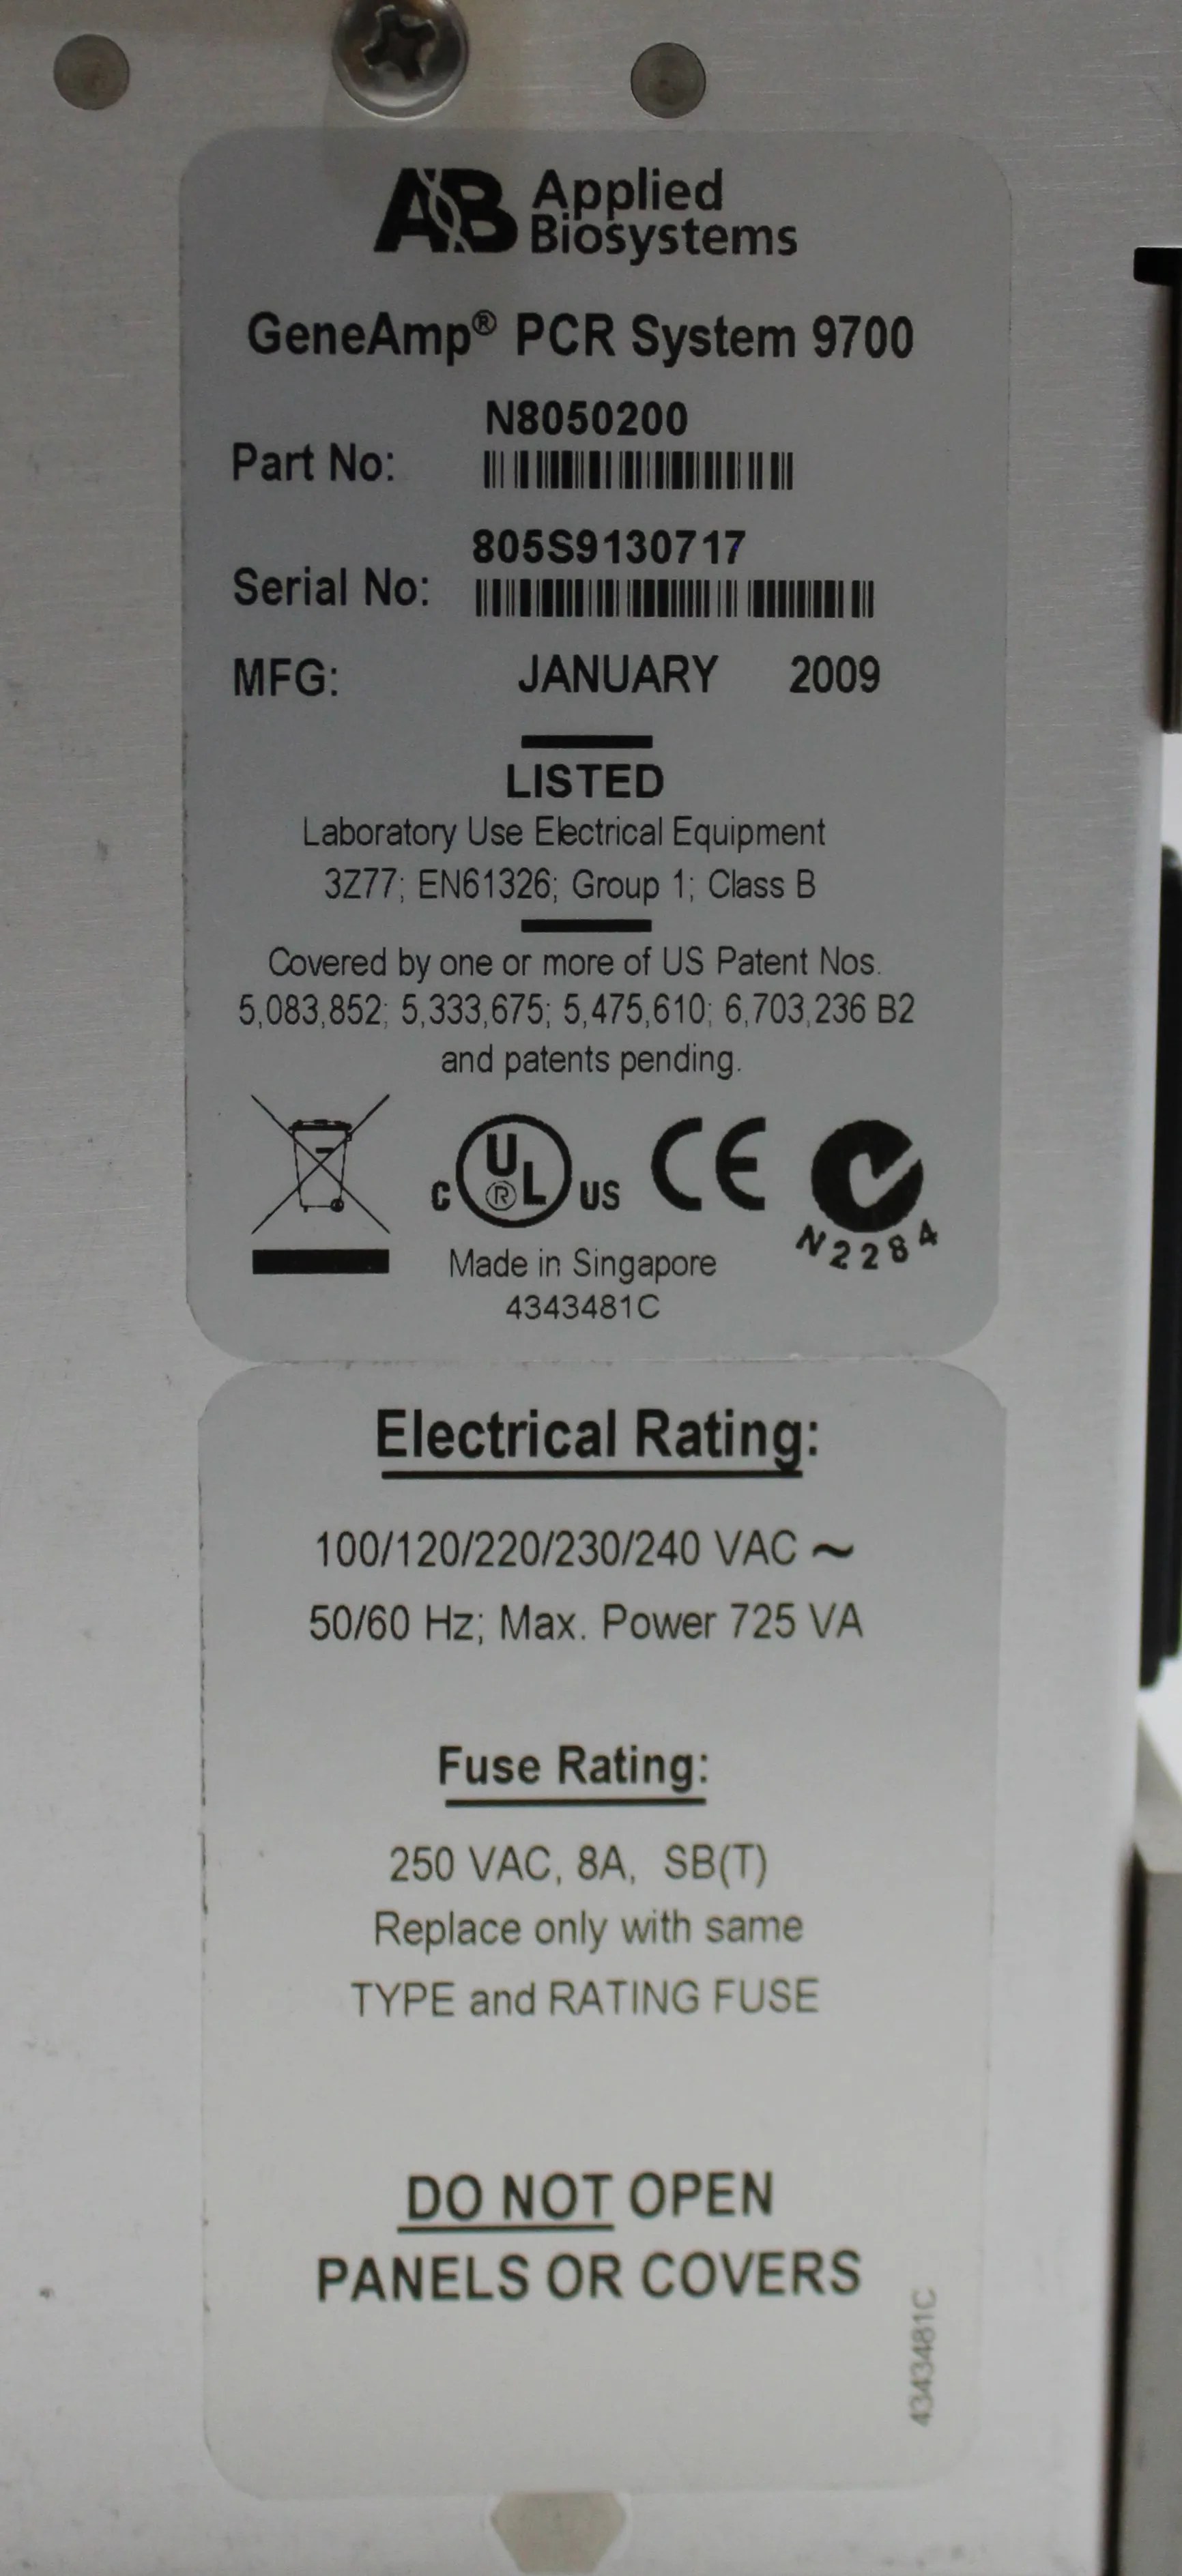 AB Applied
Biosystems
GeneAmp® PCR System 9700
N8050200
Part No:
805S9130717
Serial No:
MFG: JANUARY 2009
LISTED
Laboratory Use Electrical Equipment
3Z77; EN61326; Group 1; Class B
Covered by one or more of US Patent Nos.
5,083,852; 5,333,675; 5,475,610; 6,703,236 B2
and patents pending.
C UL® US CE
N2284
Made in Singapore
4343481C
Electrical Rating:
100/120/220/230/240 VAC ~
50/60 Hz; Max. Power 725 VA
Fuse Rating:
250 VAC, 8A, SB(T)
Replace only with same
TYPE and RATING FUSE
DO NOT OPEN
PANELS OR COVERS
4343481C